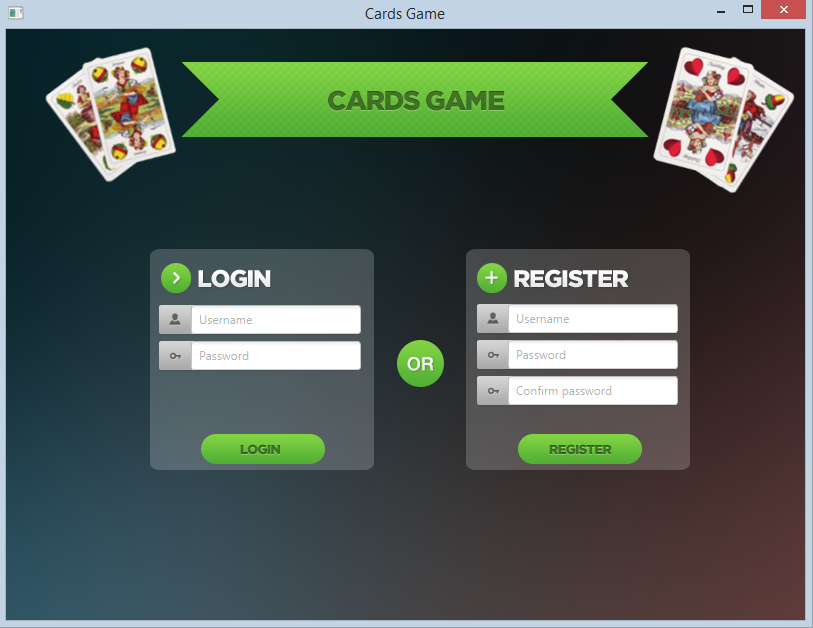 Cards Game
CARDS GAME
LOGIN
Username
Password
LOGIN
OR
REGISTER
Username
Password
Confirm password
REGISTER